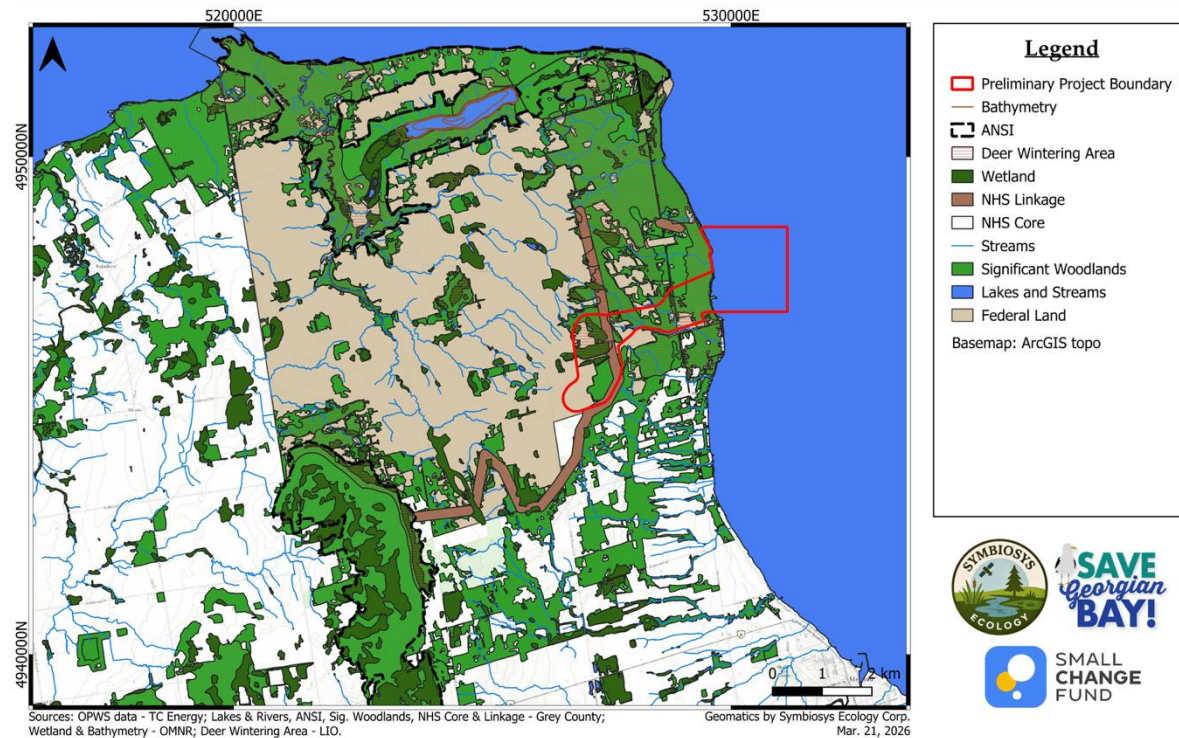 520000E
530000E
4950000N
4940000N
0 1 2 km
Sources: OPWS data - TC Energy; Lakes & Rivers, ANSI, Sig. Woodlands, NHS Core & Linkage - Grey County;
Wetland & Bathymetry - OMNR; Deer Wintering Area - LIO.
Geomatics by Symbiosys Ecology Corp.
Mar. 21, 2026
Legend
Preliminary Project Boundary
Bathymetry
ANSI
Deer Wintering Area
Wetland
NHS Linkage
NHS Core
Streams
Significant Woodlands
Lakes and Streams
Federal Land
Basemap: ArcGIS topo
SYMBIOSYS
ECOLOGY
SAVE
Georgian
BAY!
SMALL
CHANGE
FUND